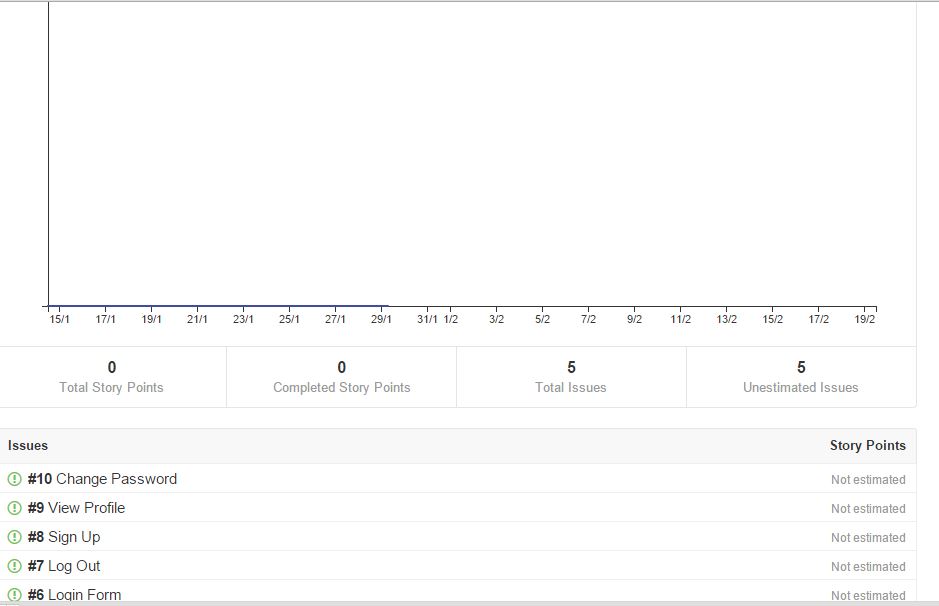 15/1 17/1 19/1 21/1 23/1 25/1 27/1 29/1 31/1 1/2 3/2 5/2 7/2 9/2 11/2 13/2 15/2 17/2 19/2
0 0 5 5
Total Story Points Completed Story Points Total Issues Unestimated Issues
Issues Story Points
#10 Change Password Not estimated
#9 View Profile Not estimated
#8 Sign Up Not estimated
#7 Log Out Not estimated
#6 Login Form Not estimated